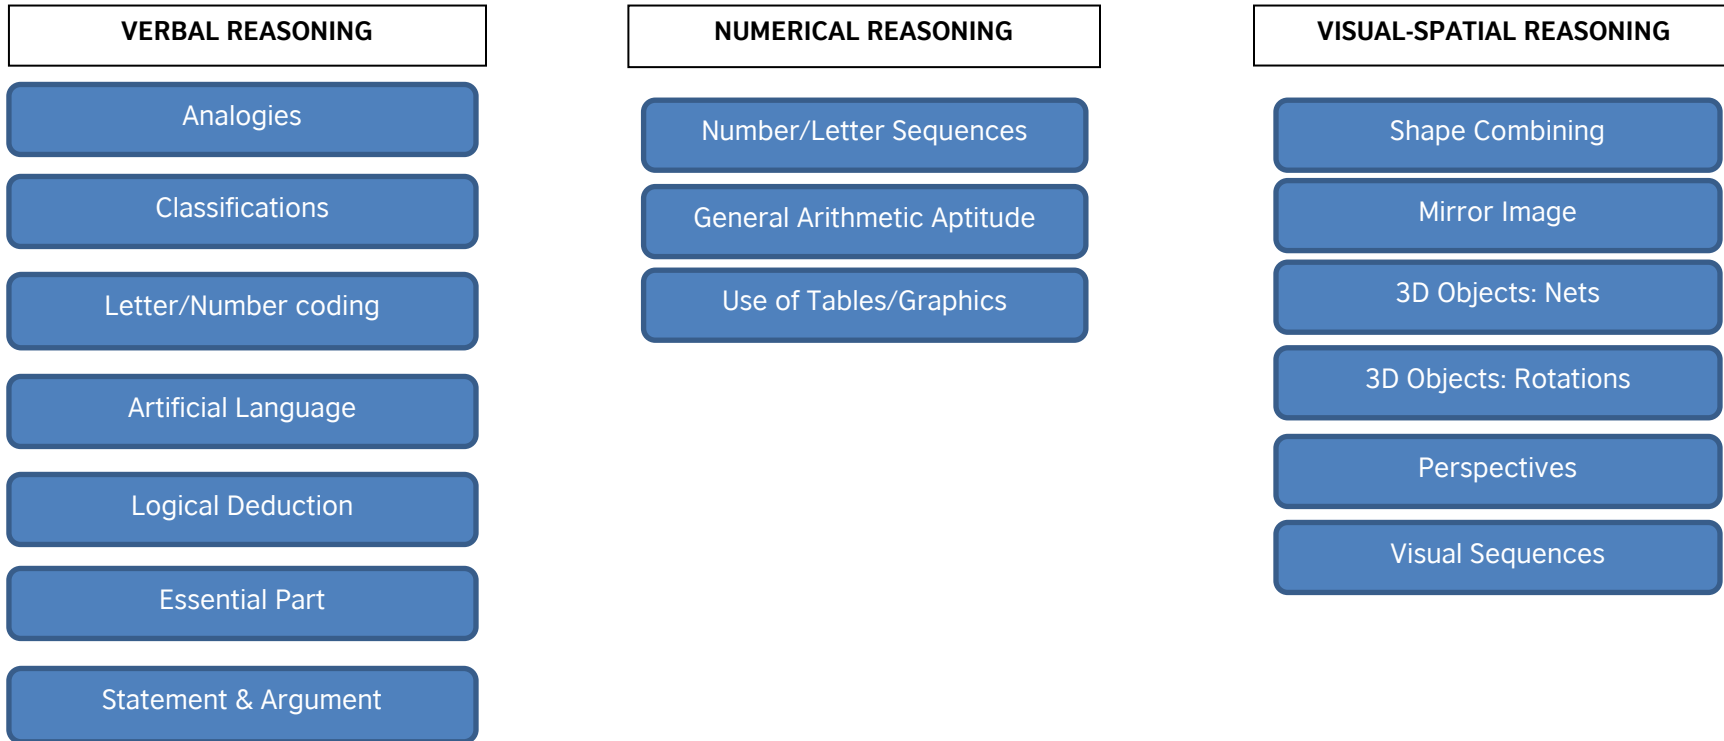 VERBAL REASONING
Analogies
Classifications
Letter/Number coding
Artificial Language
Logical Deduction
Essential Part
Statement & Argument
NUMERICAL REASONING
Number/Letter Sequences
General Arithmetic Aptitude
Use of Tables/Graphics
VISUAL-SPATIAL REASONING
Shape Combining
Mirror Image
3D Objects: Nets
3D Objects: Rotations
Perspectives
Visual Sequences